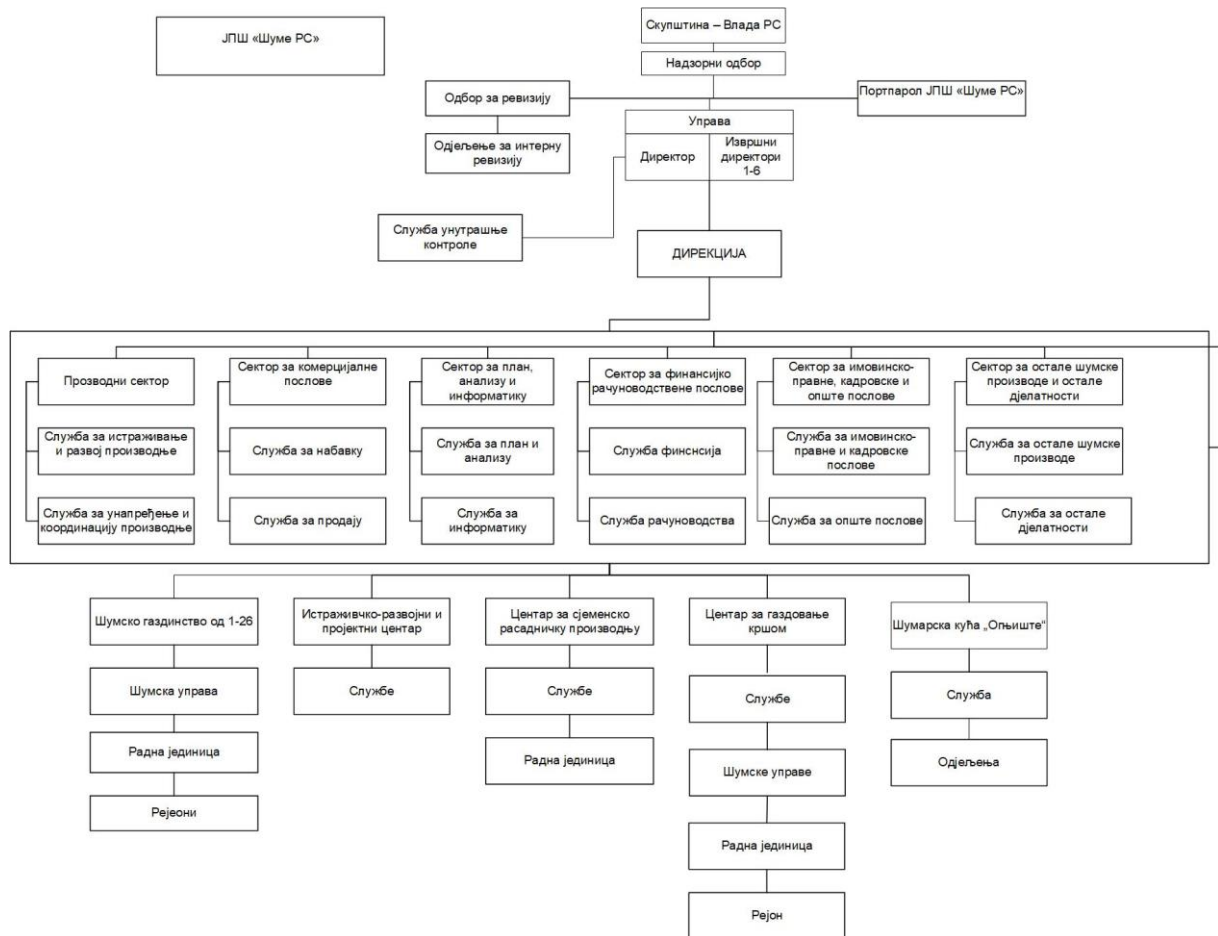 ЈПШ «Шуме РС»
Скупштина – Влада РС
Надзорни одбор
Одбор за ревизију
Портпарол ЈПШ «Шуме РС»
Управа
Одјељење за интерну
ревизију
Директор
Извршни
директори
1-6
Служба унутрашње
контроле
ДИРЕКЦИЈА
Прозводни сектор
Сектор за комерцијалне
послове
Сектор за план,
анализу и
информатику
Сектор за финансијко
рачуноводствене послове
Сектор за имовинско-
правне, кадровске и
опште послове
Сектор за остале шумске
производе и остале
дјелатности
Служба за истраживање
и развој производње
Служба за набавку
Служба за план и
анализу
Служба финснсија
Служба за имовинско-
правне и кадровске
послове
Служба за остале шумске
производе
Служба за унапређење и
координацију производње
Служба за продају
Служба за
информатику
Служба рачуноводства
Служба за опште послове
Служба за остале
дјелатности
Шумско газдинство од 1-26
Истраживчко-развојни и
пројектни центар
Центар за сјеменско
расадничку производњу
Центар за газдовање
кршом
Шумарска кућа „Огњиште“
Шумска управа
Службе
Службе
Службе
Служба
Радна јединица
Радна јединица
Шумске управе
Одјељења
Рејеони
Радна јединица
Рејон